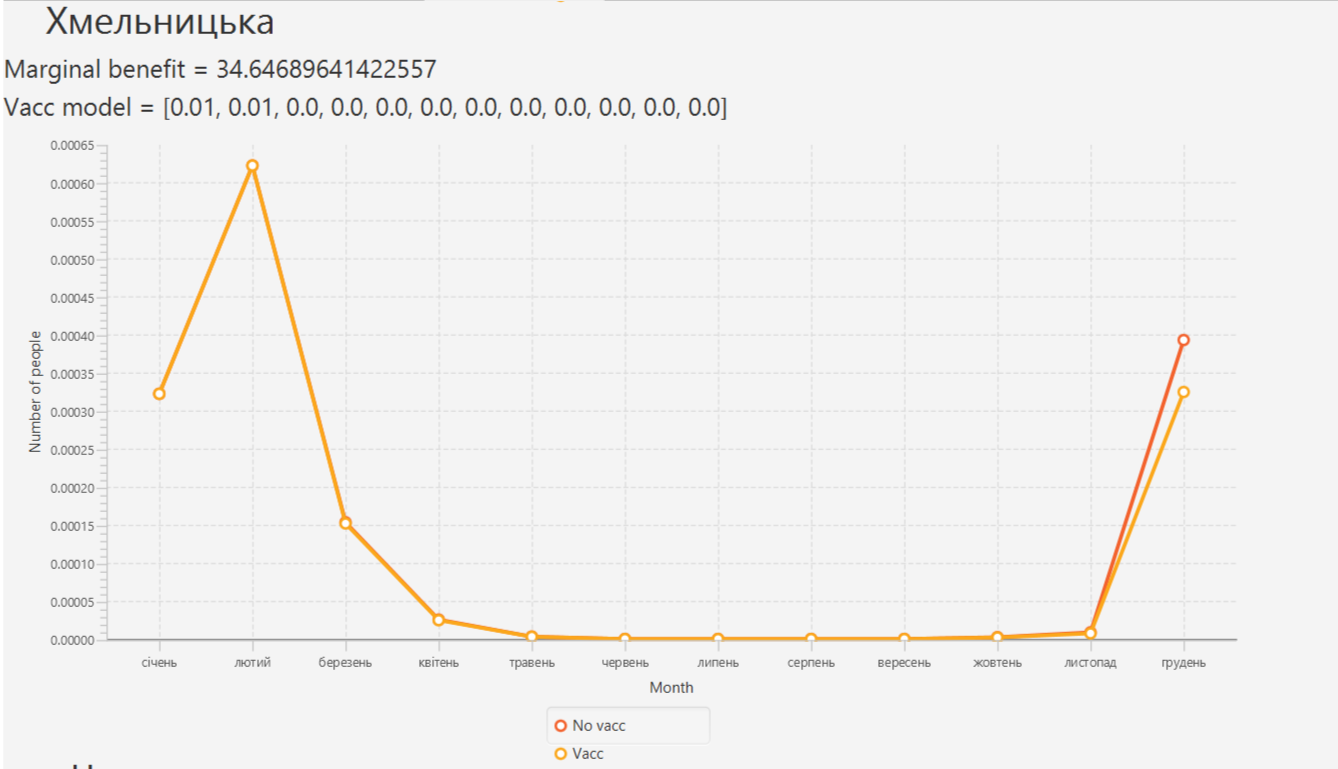 Хмельницька
Marginal benefit = 34.64689641422557
Vacc model = [0.01, 0.01, 0.0, 0.0, 0.0, 0.0, 0.0, 0.0, 0.0, 0.0, 0.0, 0.0]
0.00065
0.00060
0.00055
0.00050
0.00045
0.00040
0.00035
0.00030
0.00025
0.00020
0.00015
0.00010
0.00005
0.00000
Number of people
січень лютий березень квітень травень червень липень серпень вересень жовтень листопад грудень
Month
No vacc
Vacc